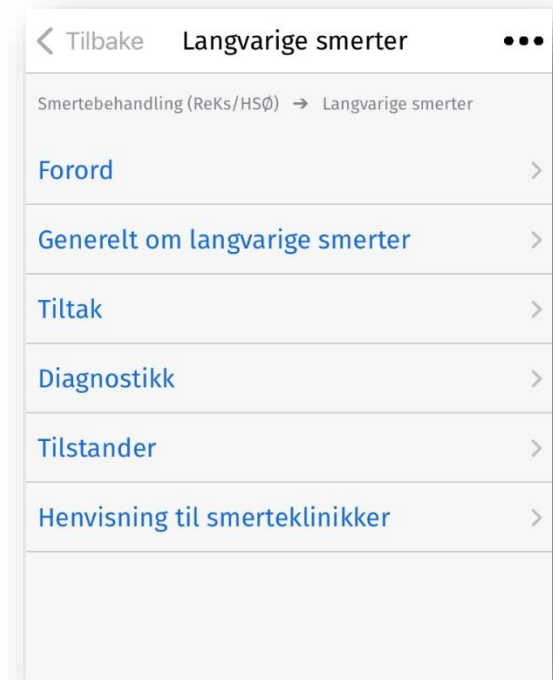 Tilbake Langvarige smerter
Smertebehandling (ReKs/HSØ) → Langvarige smerter
Forord
Generelt om langvarige smerter
Tiltak
Diagnostikk
Tilstander
Henvisning til smerteklinikker